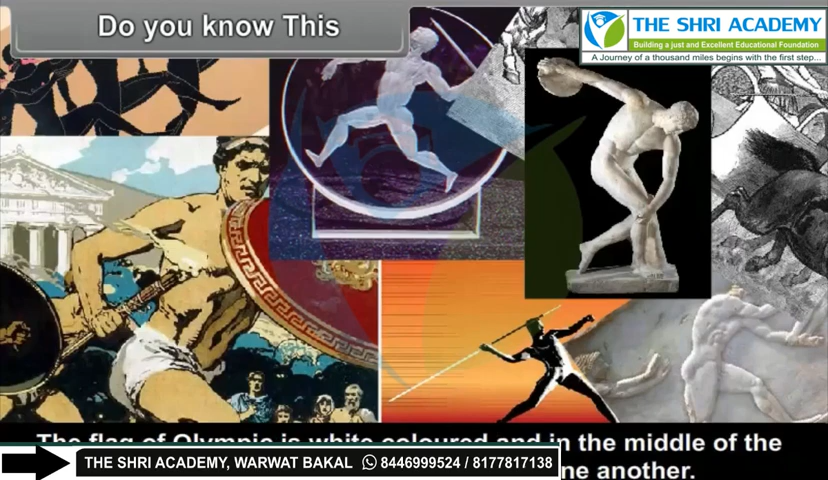 Do you know This
THE SHRI ACADEMY
Building a just and Excellent Educational Foundation
A Journey of a thousand miles begins with the first step...
The flag of Olympic is white coloured and in the middle of the
ne another.
THE SHRI ACADEMY, WARWAT BAKAL 8446999524 / 8177817138